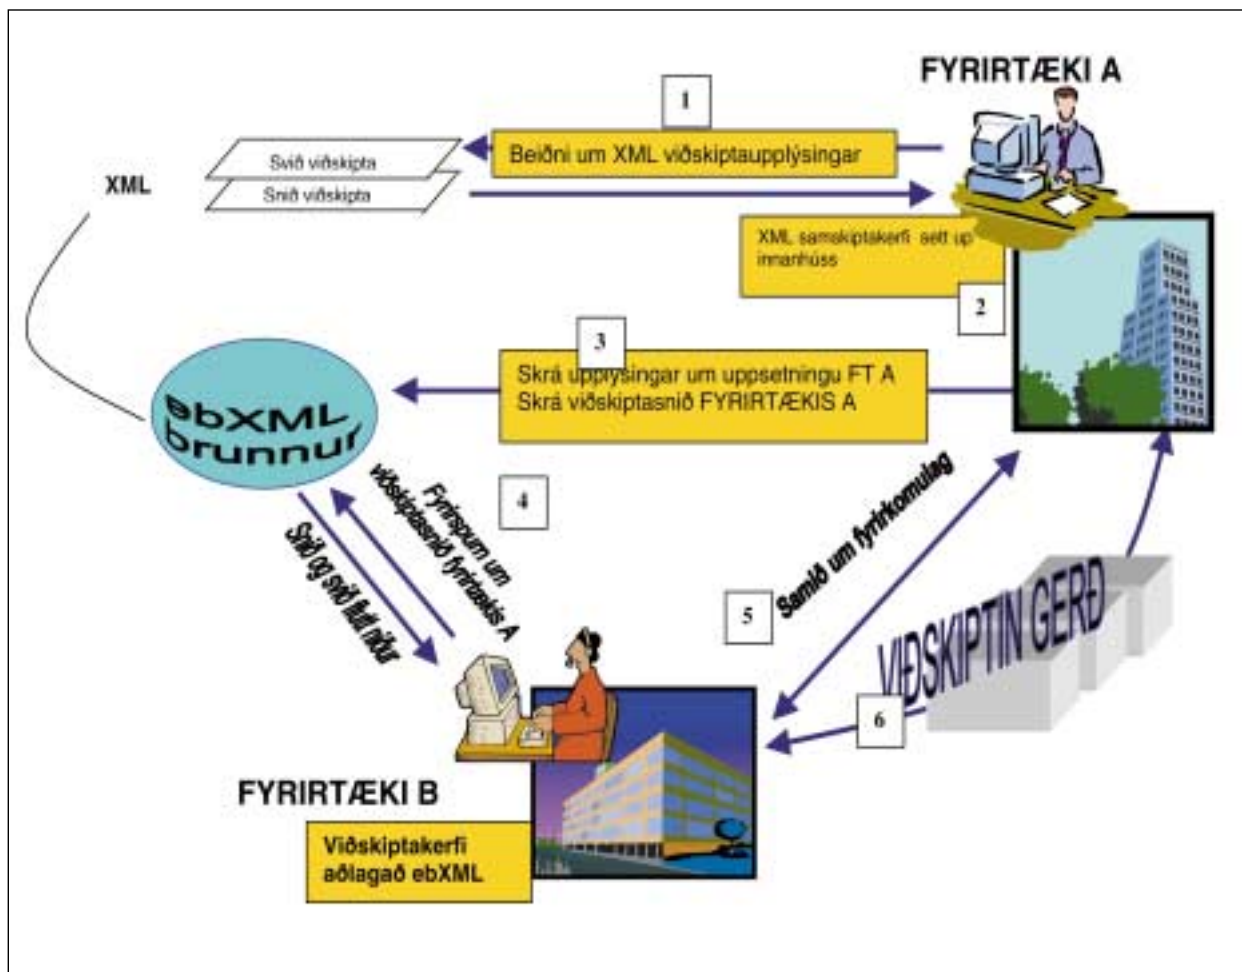 FYRIRTÆKI A
1
Beiðni um XML viðskiptaupplýsingar
Svið viðskipta
XML
Snið viðskipta
XML samskiptakerfi sett up
innanhúss
2
3
Skrá upplýsingar um uppsetningu FT A
Skrá viðskiptasnið FYRIRTÆKIS A
ebXML
brunnur
4
Fyrirspurn um
viðskiptasnið fyrirtækis A
Snið og svið flutt niður
5
Samið um fyrirkomulag
VIÐSKIPTIN GERÐ
6
FYRIRTÆKI B
Viðskiptakerfi
aðlagað ebXML